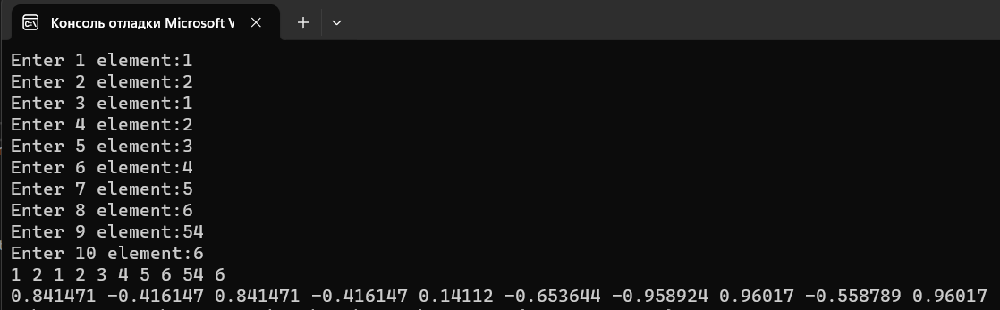 Консоль отладки Microsoft V
Enter 1 element:1
Enter 2 element:2
Enter 3 element:1
Enter 4 element:2
Enter 5 element:3
Enter 6 element:4
Enter 7 element:5
Enter 8 element:6
Enter 9 element:54
Enter 10 element:6
1 2 1 2 3 4 5 6 54 6
0.841471 -0.416147 0.841471 -0.416147 0.14112 -0.653644 -0.958924 0.96017 -0.558789 0.96017